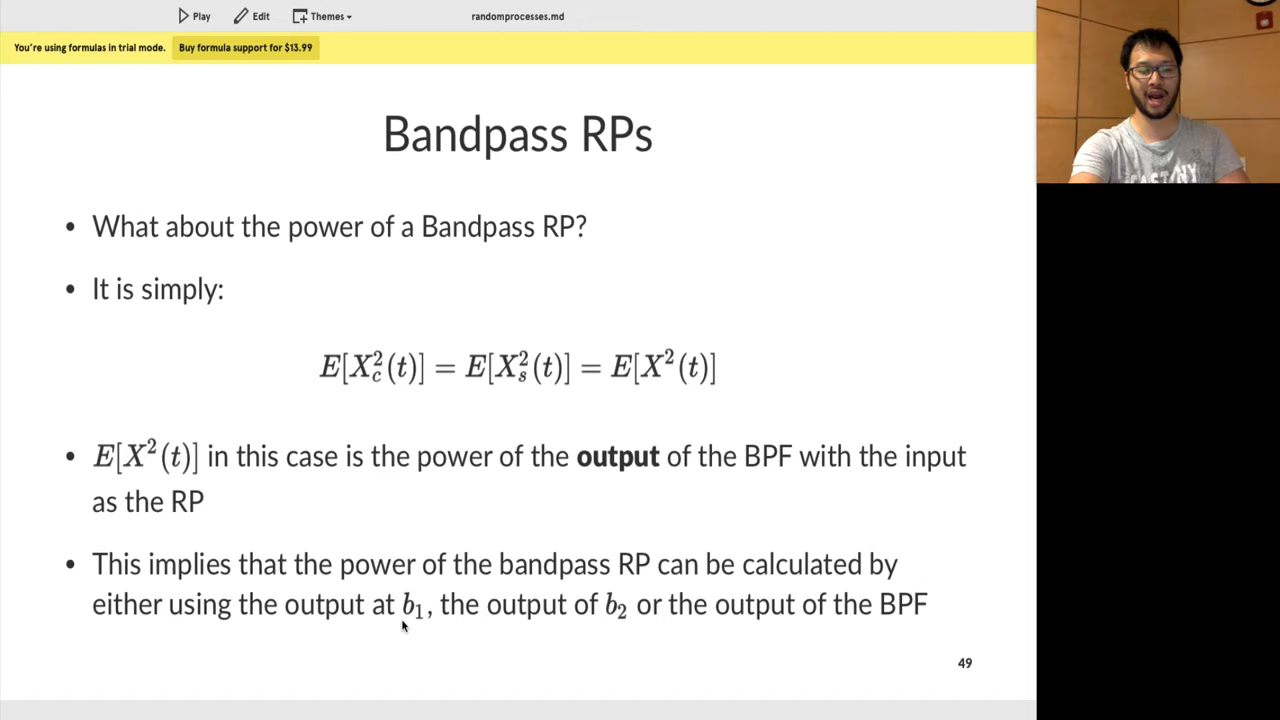 Play Edit Themes randomprocesses.md
You're using formulas in trial mode. Buy formula support for $13.99
Bandpass RPs
• What about the power of a Bandpass RP?
• It is simply:
E[X_c^2(t)] = E[X_s^2(t)] = E[X^2(t)]
• E[X^2(t)] in this case is the power of the output of the BPF with the input
as the RP
• This implies that the power of the bandpass RP can be calculated by
either using the output at b_1, the output of b_2 or the output of the BPF
49